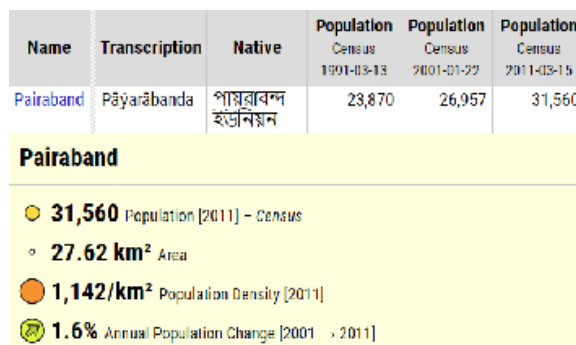 Name Transcription Native Population Census 1991-03-13 Population Census 2001-01-22 Population Census 2011-03-15
Pairaband Pāẏarābanda পায়রাবন্দ ইউনিয়ন 23,870 26,957 31,560
Pairaband
31,560 Population [2011] – Census
27.62 km² Area
1,142/km² Population Density [2011]
1.6% Annual Population Change [2001 → 2011]